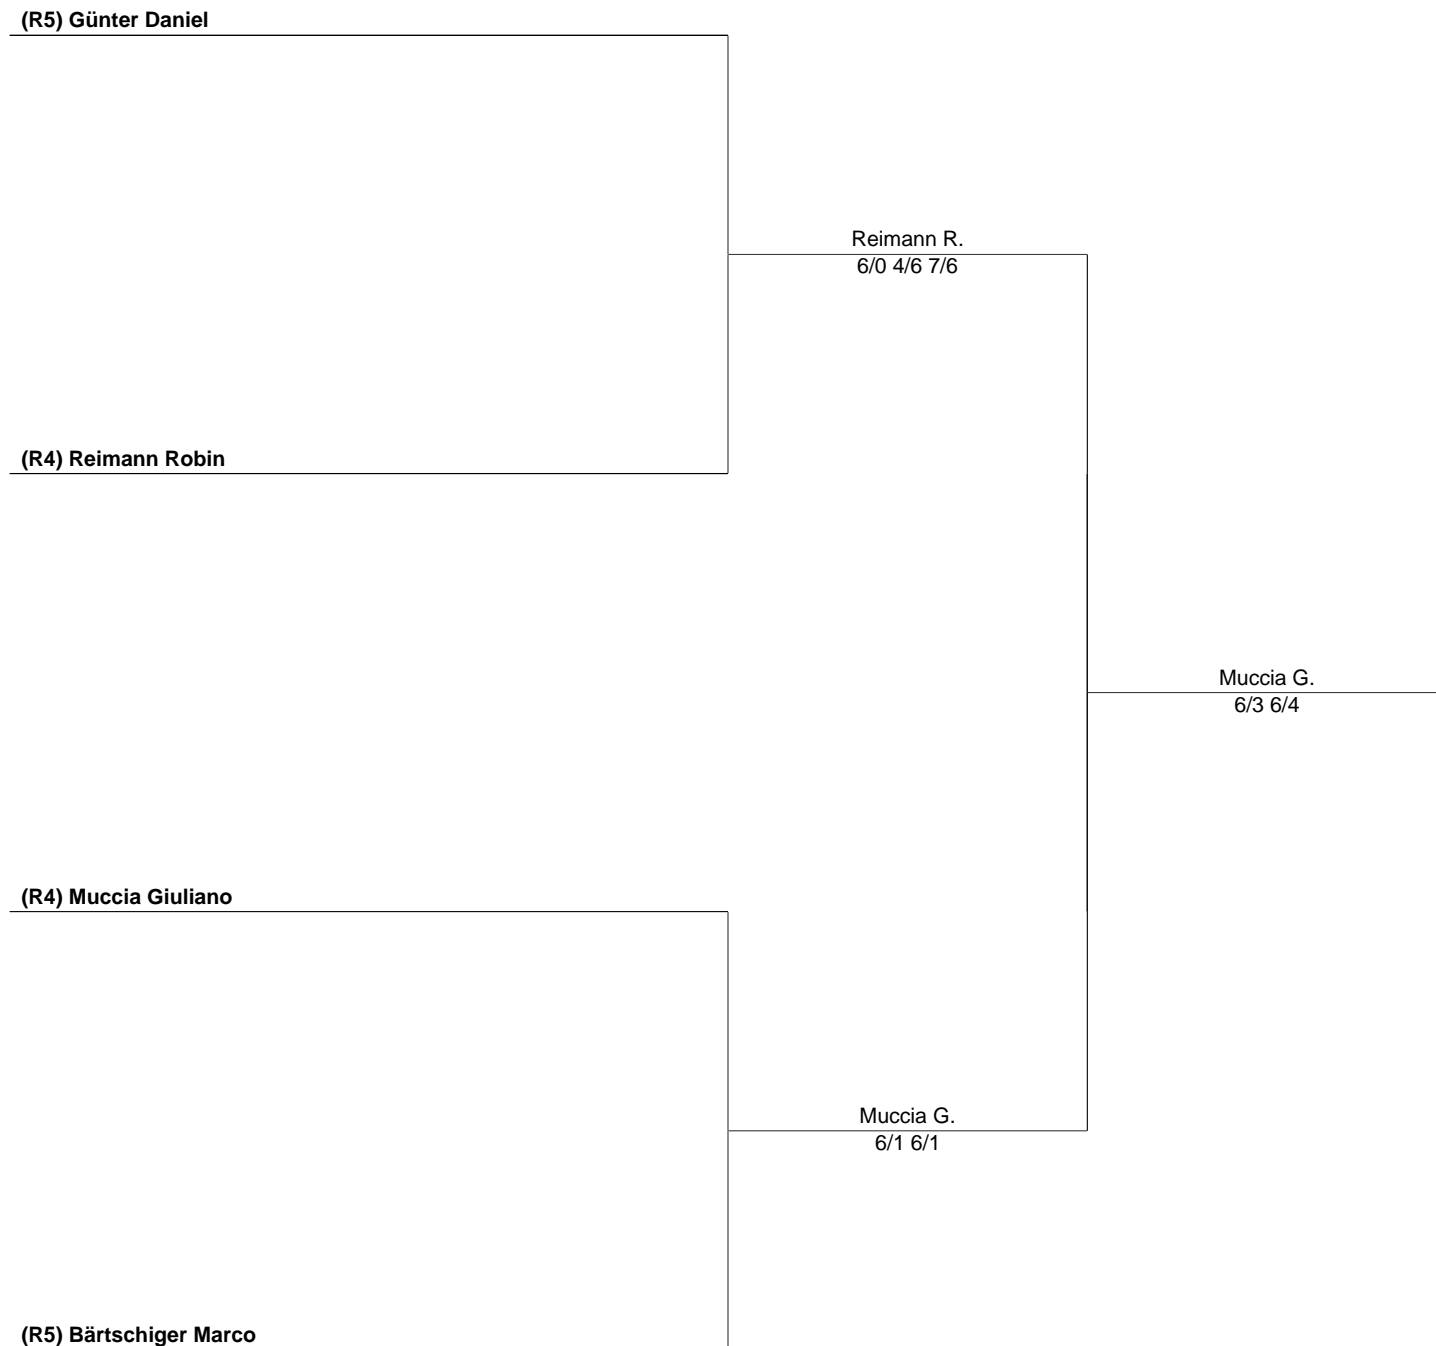 (R5) Günter Daniel
Reimann R.
6/0 4/6 7/6
(R4) Reimann Robin
Muccia G.
6/3 6/4
(R4) Muccia Giuliano
Muccia G.
6/1 6/1
(R5) Bärtschiger Marco